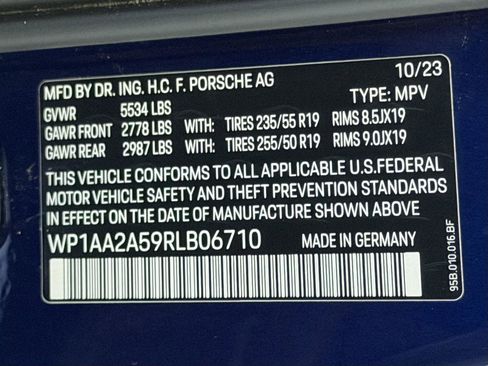 MFD BY DR. ING. H.C. F. PORSCHE AG 10/23
GVWR 5534 LBS TYPE: MPV
GAWR FRONT 2778 LBS WITH: TIRES 235/55 R19 RIMS 8.5JX19
GAWR REAR 2987 LBS WITH: TIRES 255/50 R19 RIMS 9.0JX19
THIS VEHICLE CONFORMS TO ALL APPLICABLE U.S.FEDERAL
MOTOR VEHICLE SAFETY AND THEFT PREVENTION STANDARDS
IN EFFECT ON THE DATE OF MANUFACTURE SHOWN ABOVE
WP1AA2A59RLB06710 MADE IN GERMANY
95B.010.016.BF